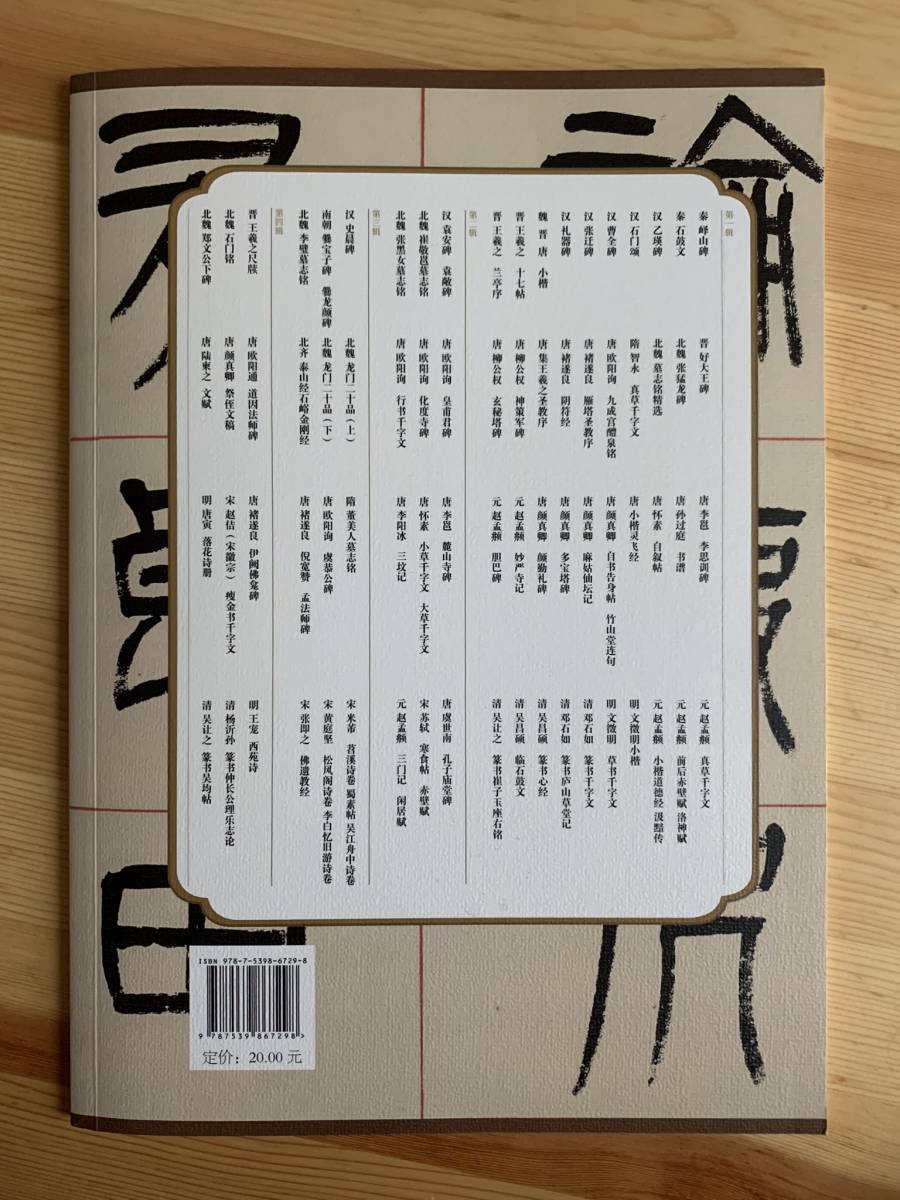 第一辑
秦 峄山碑
秦 石鼓文
汉 乙瑛碑
汉 石门颂
汉 曹全碑
汉 张迁碑
汉 礼器碑
魏 晋 唐 小楷
晋 王羲之 十七帖
晋 王羲之 兰亭序
晋 好大王碑
北魏 张猛龙碑
北魏 墓志铭精选
隋 智永 真草千字文
唐 欧阳询 九成宫醴泉铭
唐 褚遂良 雁塔圣教序
唐 褚遂良 阴符经
唐 集王羲之圣教序
唐 柳公权 神策军碑
唐 柳公权 玄秘塔碑
唐 李邕 李思训碑
唐 孙过庭 书谱
唐 怀素 自叙帖
唐 小楷灵飞经
唐 颜真卿 自书告身帖 竹山堂连句
唐 颜真卿 麻姑仙坛记
唐 颜真卿 多宝塔碑
唐 颜真卿 颜勤礼碑
元 赵孟頫 妙严寺记
元 赵孟頫 胆巴碑
元 赵孟頫 真草千字文
元 赵孟頫 前后赤壁赋 洛神赋
元 赵孟頫 小楷道德经 汲黯传
明 文徵明小楷
明 文徵明 草书千字文
清 邓石如 篆书千字文
清 邓石如 篆书庐山草堂记
清 吴昌硕 篆书心经
清 吴昌硕 临石鼓文
清 吴让之 篆书崔子玉座右铭
第二辑
汉 袁安碑 袁敞碑
北魏 崔敬邕墓志铭
北魏 张黑女墓志铭
唐 欧阳询 皇甫君碑
唐 欧阳询 化度寺碑
唐 欧阳询 行书千字文
唐 李邕 麓山寺碑
唐 怀素 小草千字文 大草千字文
唐 李阳冰 三坟记
唐 虞世南 孔子庙堂碑
宋 苏轼 寒食帖 赤壁赋
元 赵孟頫 三门记 闲居赋
第三辑
汉 史晨碑
南朝 爨宝子碑 爨龙颜碑
北魏 李璧墓志铭
北魏 龙门二十品（上）
北魏 龙门二十品（下）
北齐 泰山经石峪金刚经
隋 董美人墓志铭
唐 欧阳询 虞恭公碑
唐 褚遂良 倪宽赞 孟法师碑
宋 米芾 苕溪诗卷 蜀素帖 吴江舟中诗卷
宋 黄庭坚 松风阁诗卷 李白忆旧游诗卷
宋 张即之 佛遗教经
第四辑
晋 王羲之尺牍
北魏 石门铭
北魏 郑文公下碑
唐 欧阳通 道因法师碑
唐 颜真卿 祭侄文稿
唐 陆柬之 文赋
唐 褚遂良 伊阙佛龛碑
宋 赵佶（宋徽宗） 瘦金书千字文
明 唐寅 落花诗册
明 王宠 西苑诗
清 杨沂孙 篆书仲长公理乐志论
清 吴让之 篆书吴均帖
ISBN 978-7-5398-6729-8
9 787539 867298>
定价：20.00 元